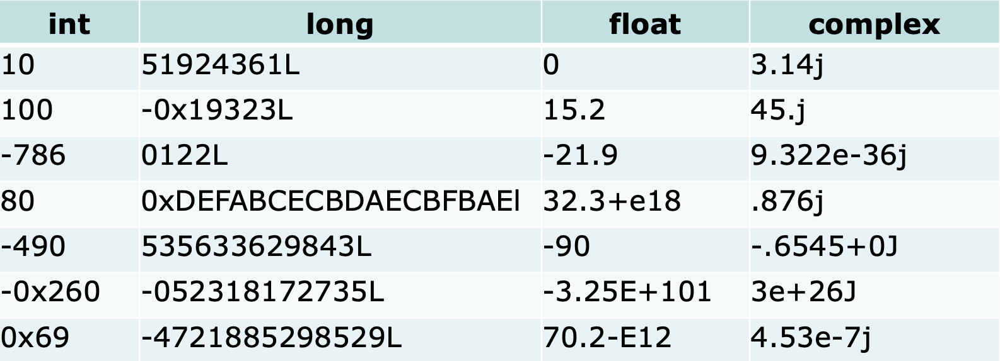 int long float complex
10 51924361L 0 3.14j
100 -0x19323L 15.2 45.j
-786 0122L -21.9 9.322e-36j
80 0xDEFABCECBDAECBFBAEl 32.3+e18 .876j
-490 535633629843L -90 -.6545+0J
-0x260 -052318172735L -3.25E+101 3e+26J
0x69 -4721885298529L 70.2-E12 4.53e-7j